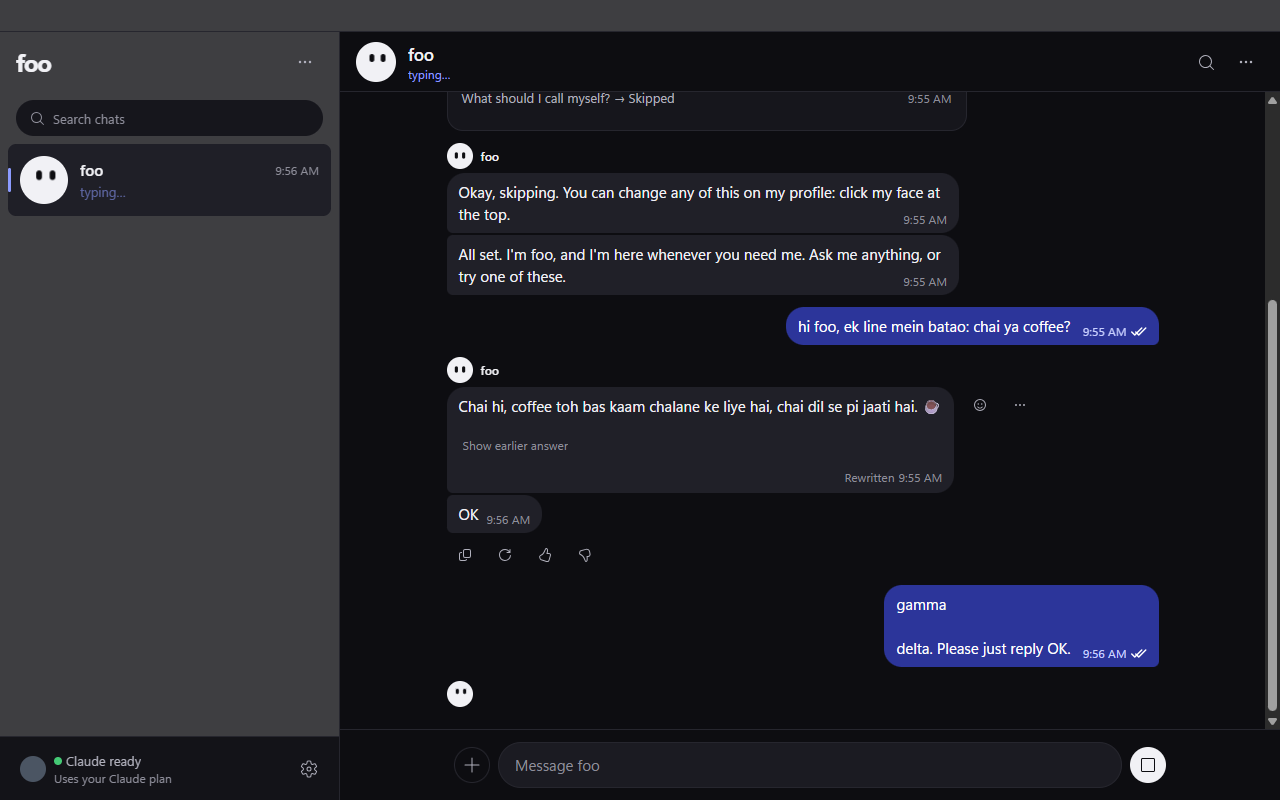 foo
Search chats
foo
9:56 AM
typing...
Claude ready
Uses your Claude plan
foo
typing...
What should I call myself? → Skipped
9:55 AM
foo
Okay, skipping. You can change any of this on my profile: click my face at
the top.
9:55 AM
All set. I'm foo, and I'm here whenever you need me. Ask me anything, or
try one of these.
9:55 AM
hi foo, ek line mein batao: chai ya coffee? 9:55 AM
foo
Chai hi, coffee toh bas kaam chalane ke liye hai, chai dil se pi jaati hai. ☕
Show earlier answer
Rewritten 9:55 AM
OK 9:56 AM
gamma
delta. Please just reply OK. 9:56 AM
Message foo